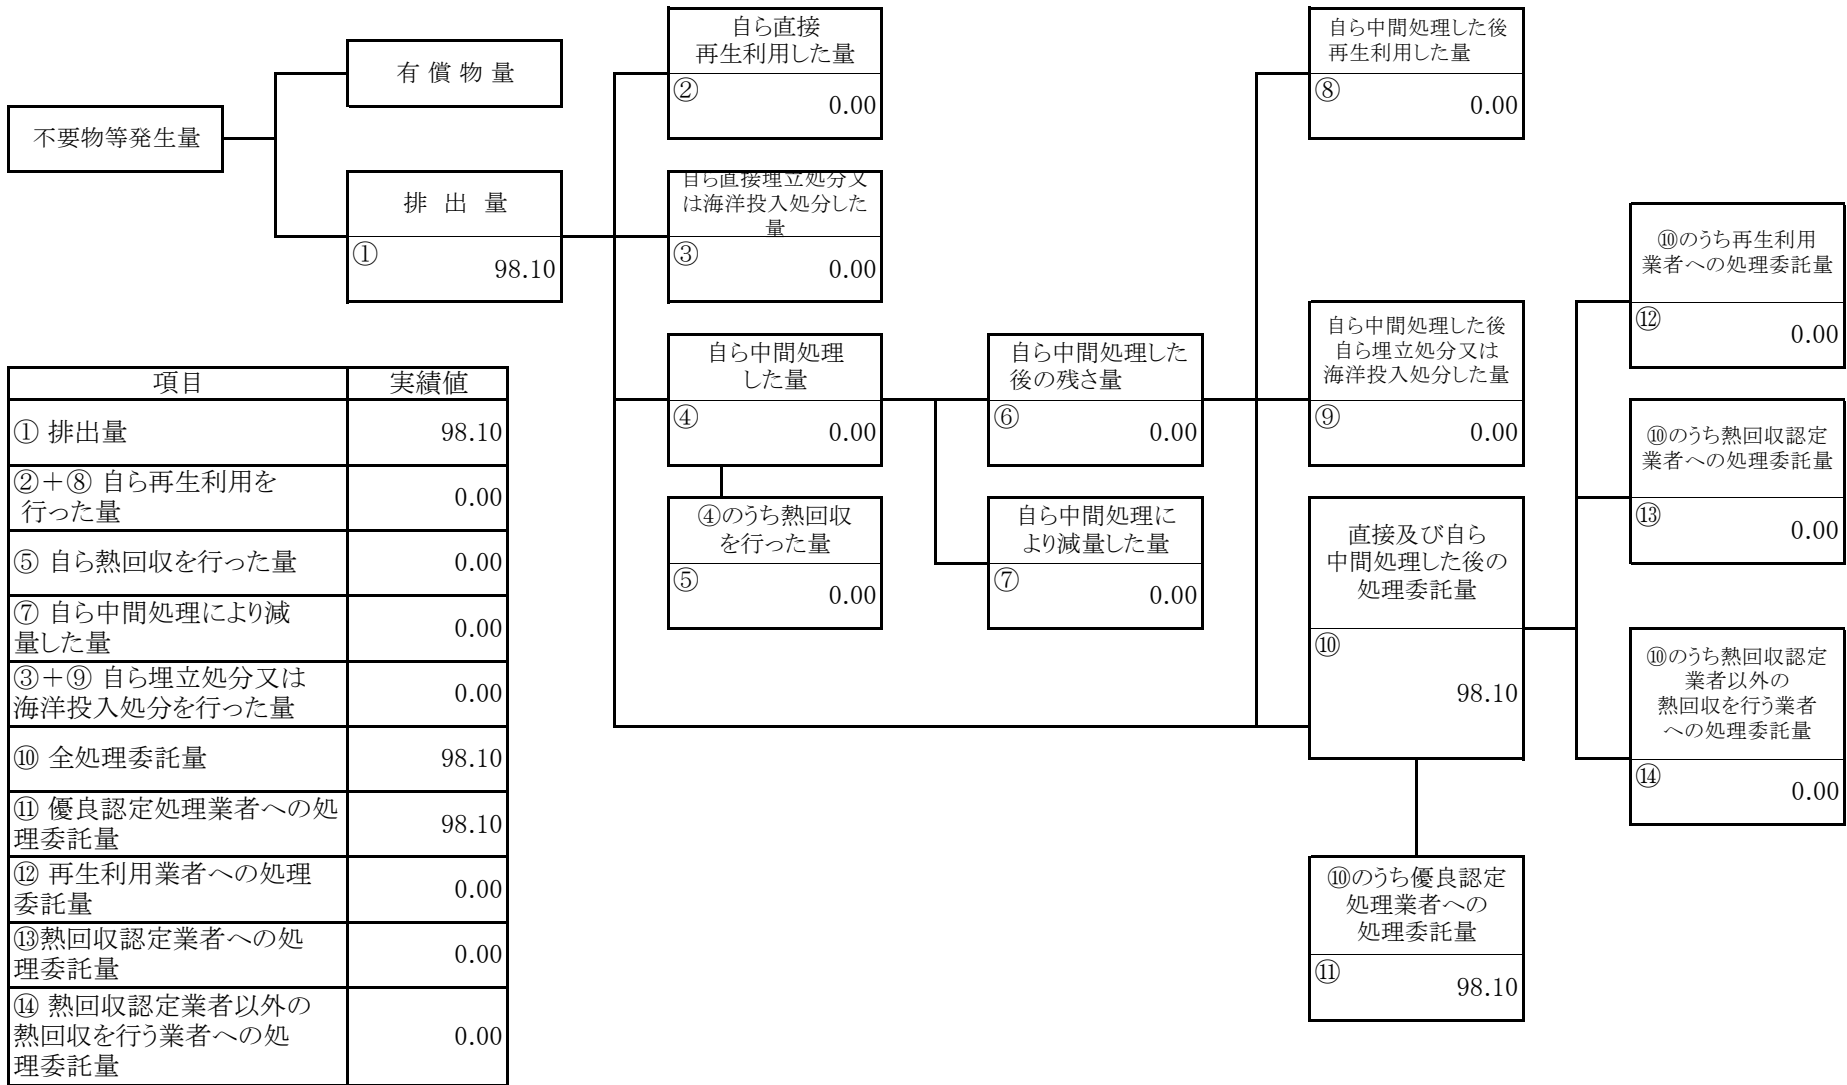 不要物等発生量
有償物量
排出量
①
98.10
自ら直接
再生利用した量
②
0.00
自ら直接埋立処分又
は海洋投入処分した
量
③
0.00
自ら中間処理
した量
④
0.00
④のうち熱回収
を行った量
⑤
0.00
自ら中間処理した
後の残さ量
⑥
0.00
自ら中間処理に
より減量した量
⑦
0.00
自ら中間処理した後
再生利用した量
⑧
0.00
自ら中間処理した後
自ら埋立処分又は
海洋投入処分した量
⑨
0.00
直接及び自ら
中間処理した後の
処理委託量
⑩
98.10
⑩のうち優良認定
処理業者への
処理委託量
⑪
98.10
⑩のうち再生利用
業者への処理委託量
⑫
0.00
⑩のうち熱回収認定
業者への処理委託量
⑬
0.00
⑩のうち熱回収認定
業者以外の
熱回収を行う業者
への処理委託量
⑭
0.00
項目 実績値
① 排出量 98.10
②＋⑧ 自ら再生利用を
行った量 0.00
⑤ 自ら熱回収を行った量 0.00
⑦ 自ら中間処理により減
量した量 0.00
③＋⑨ 自ら埋立処分又は
海洋投入処分を行った量 0.00
⑩ 全処理委託量 98.10
⑪ 優良認定処理業者への処
理委託量 98.10
⑫ 再生利用業者への処理
委託量 0.00
⑬熱回収認定業者への処
理委託量 0.00
⑭ 熱回収認定業者以外の
熱回収を行う業者への処
理委託量 0.00